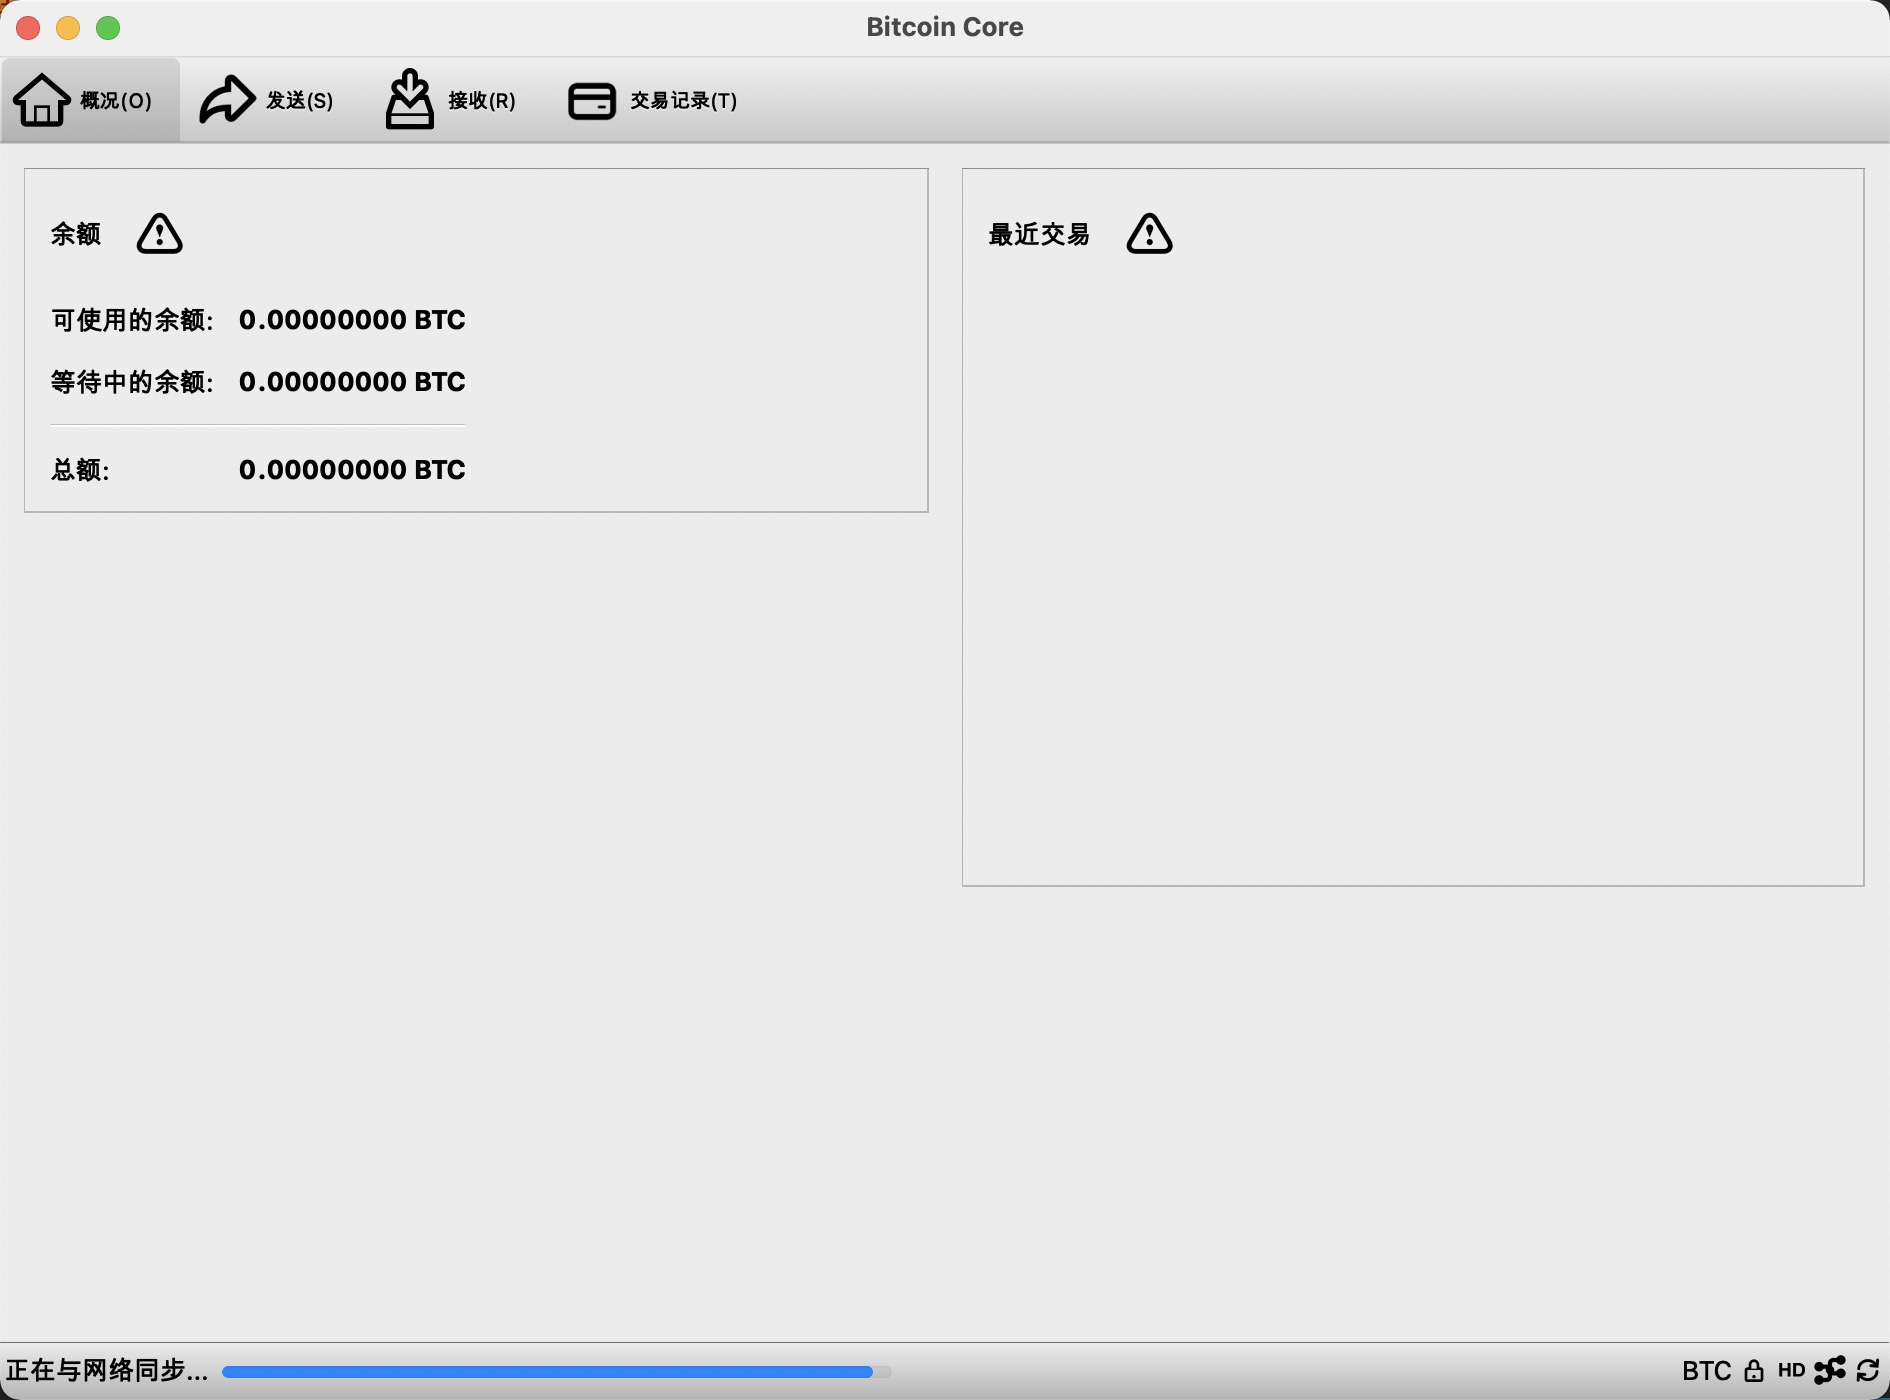 Bitcoin Core
概况(O) 发送(S) 接收(R) 交易记录(T)
余额
可使用的余额: 0.00000000 BTC
等待中的余额: 0.00000000 BTC
总额: 0.00000000 BTC
最近交易
正在与网络同步... BTC HD